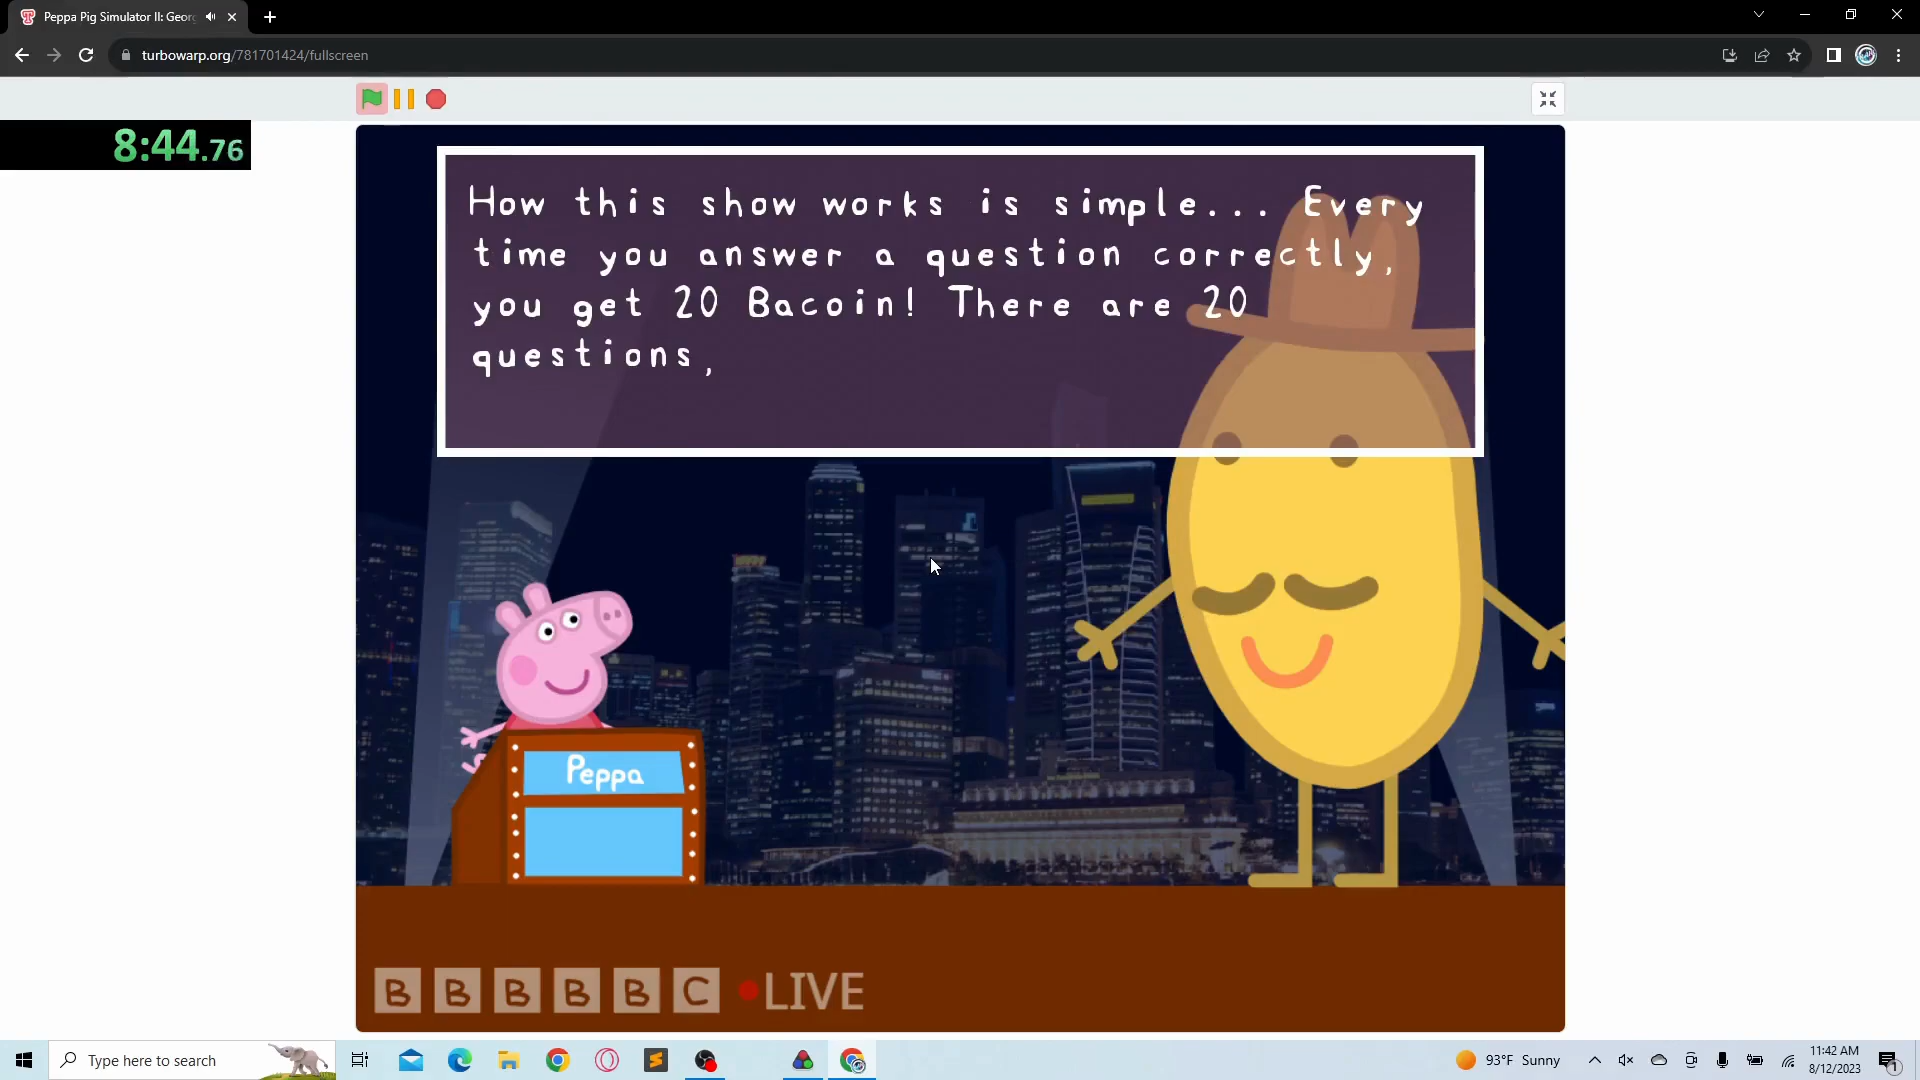 Peppa Pig Simulator II: Geor
turbowarp.org/781701424/fullscreen
8:44.76
How this show works is simple... Every
time you answer a question correctly,
you get 20 Bacoin! There are 20
questions,
Peppa
B B B B B C LIVE
Type here to search
93°F Sunny
11:42 AM
8/12/2023
1